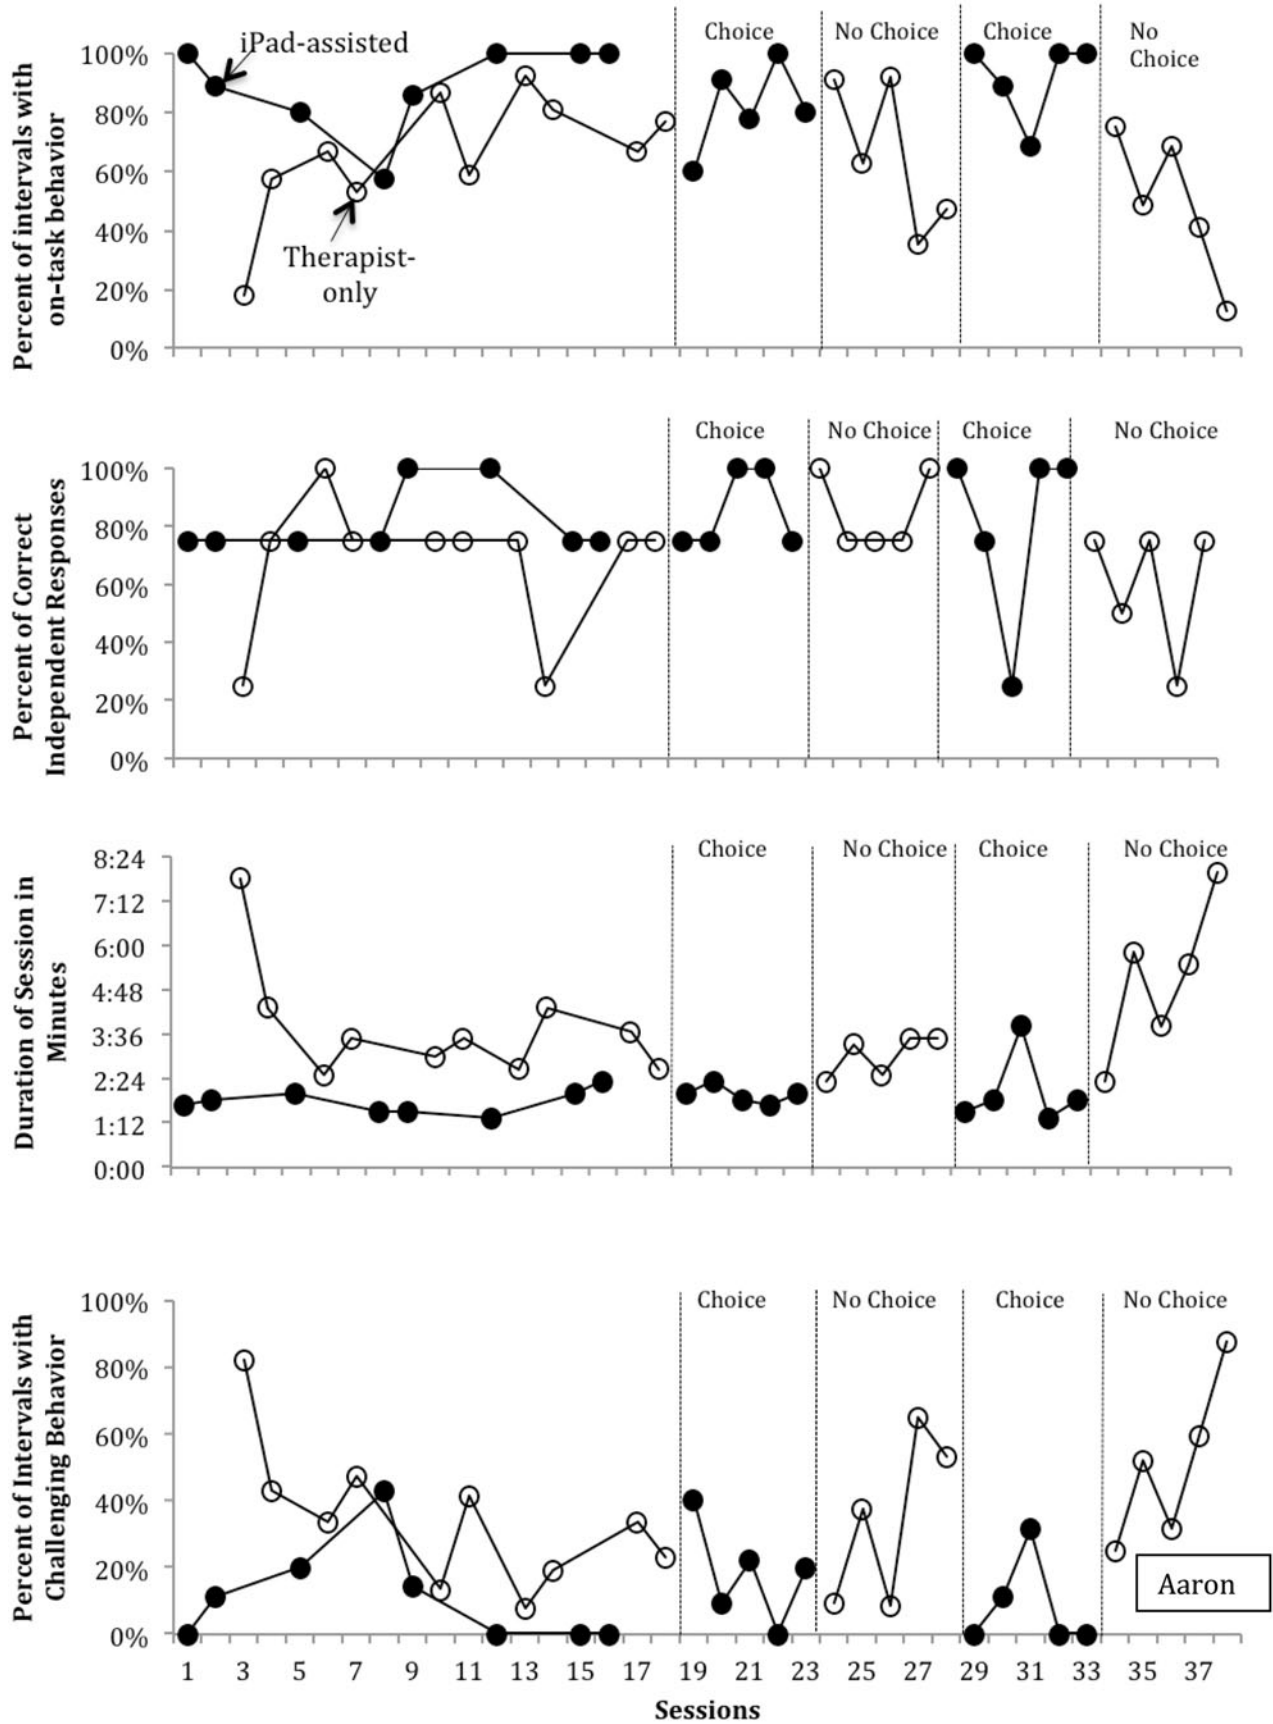 Percent of intervals with
on-task behavior
100%
80%
60%
40%
20%
0%
iPad-assisted
Therapist-
only
Choice
No Choice
Choice
No
Choice
Percent of Correct
Independent Responses
100%
80%
60%
40%
20%
0%
Choice
No Choice
Choice
No Choice
Duration of Session in
Minutes
8:24
7:12
6:00
4:48
3:36
2:24
1:12
0:00
Choice
No Choice
Choice
No Choice
Percent of Intervals with
Challenging Behavior
100%
80%
60%
40%
20%
0%
Choice
No Choice
Choice
No Choice
Aaron
1 3 5 7 9 11 13 15 17 19 21 23 25 27 29 31 33 35 37
Sessions